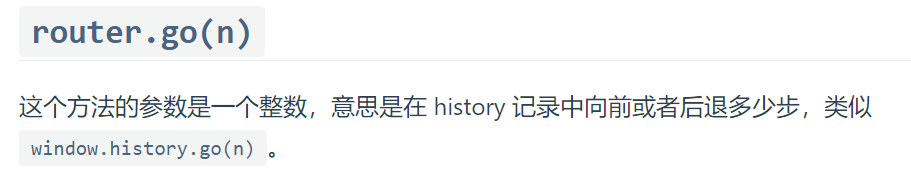 router.go(n)
这个方法的参数是一个整数，意思是在 history 记录中向前或者后退多少步，类似
window.history.go(n) 。